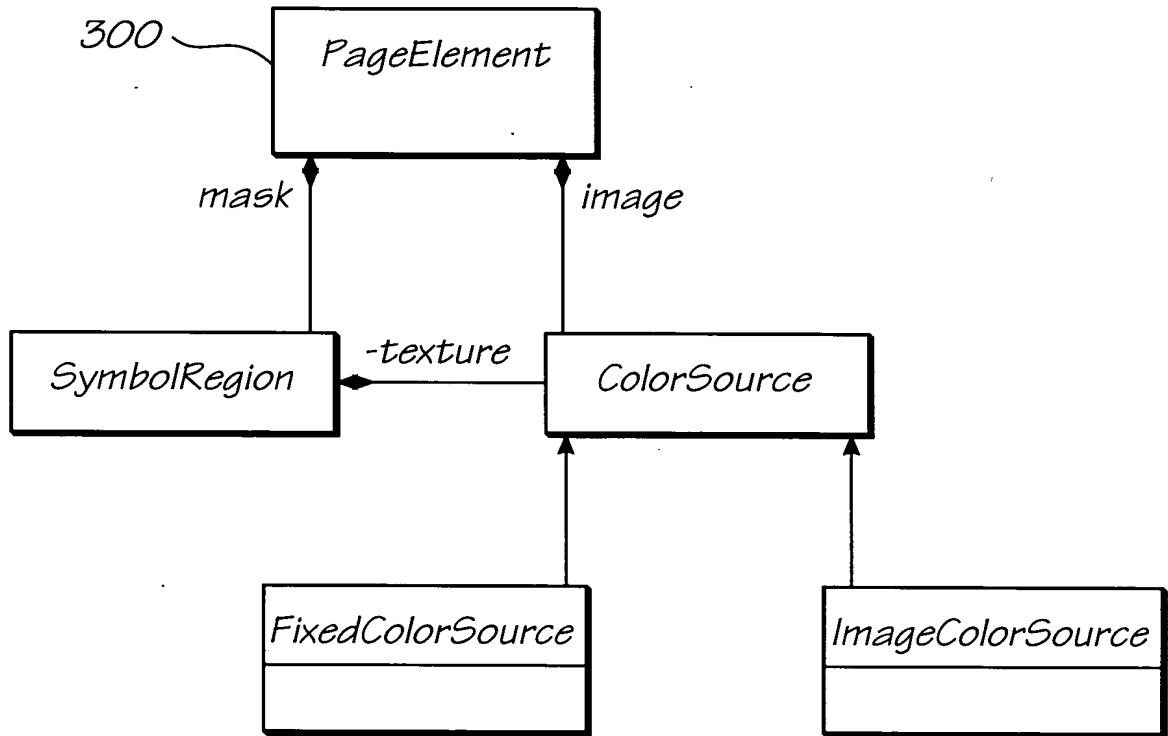 300
PageElement
mask
image
SymbolRegion
-texture
ColorSource
FixedColorSource
ImageColorSource